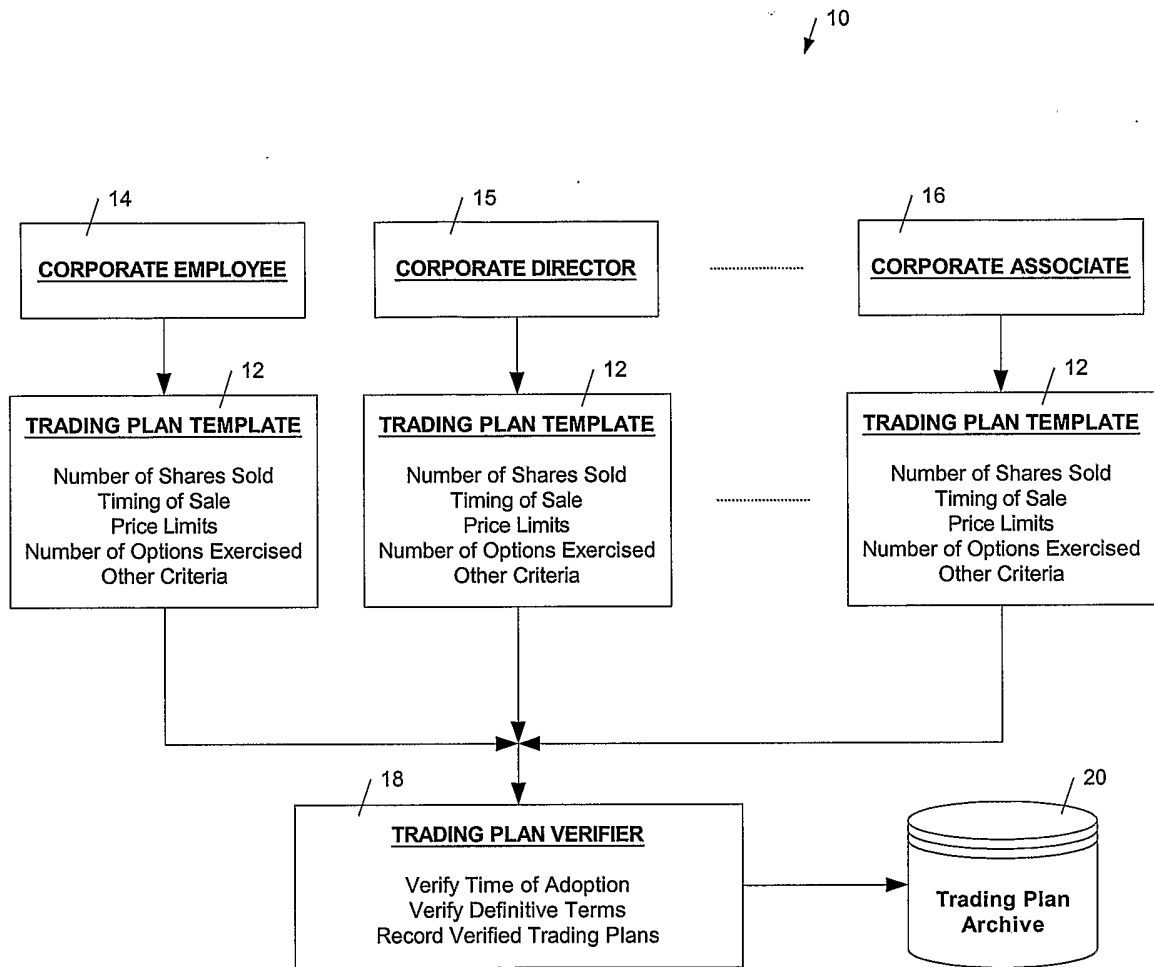 10
14
15
16
CORPORATE EMPLOYEE
CORPORATE DIRECTOR
CORPORATE ASSOCIATE
12
12
12
TRADING PLAN TEMPLATE
Number of Shares Sold
Timing of Sale
Price Limits
Number of Options Exercised
Other Criteria
TRADING PLAN TEMPLATE
Number of Shares Sold
Timing of Sale
Price Limits
Number of Options Exercised
Other Criteria
TRADING PLAN TEMPLATE
Number of Shares Sold
Timing of Sale
Price Limits
Number of Options Exercised
Other Criteria
18
TRADING PLAN VERIFIER
Verify Time of Adoption
Verify Definitive Terms
Record Verified Trading Plans
20
Trading Plan
Archive